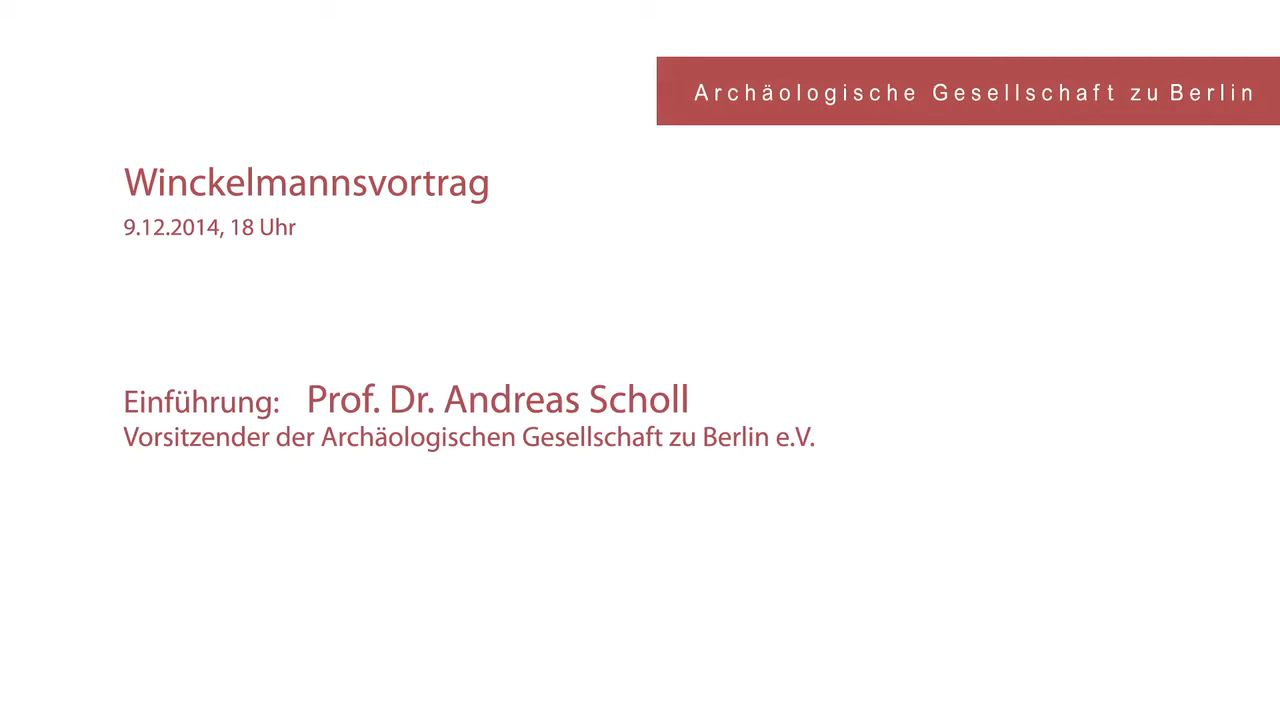 Archäologische Gesellschaft zu Berlin
Winckelmannsvortrag
9.12.2014, 18 Uhr
Einführung: Prof. Dr. Andreas Scholl
Vorsitzender der Archäologischen Gesellschaft zu Berlin e.V.